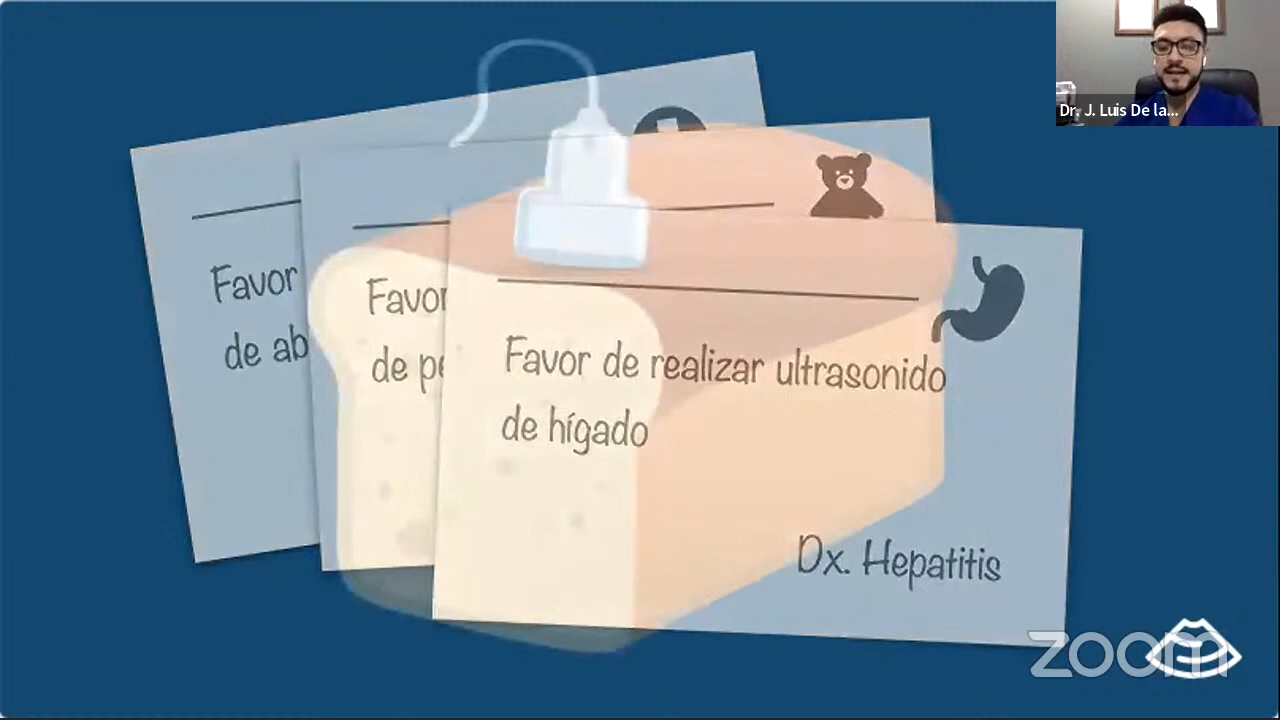 Dr. J. Luis De la...
Favor
de ab
Favor
de pe
Favor de realizar ultrasonido
de hígado
Dx. Hepatitis
zoom